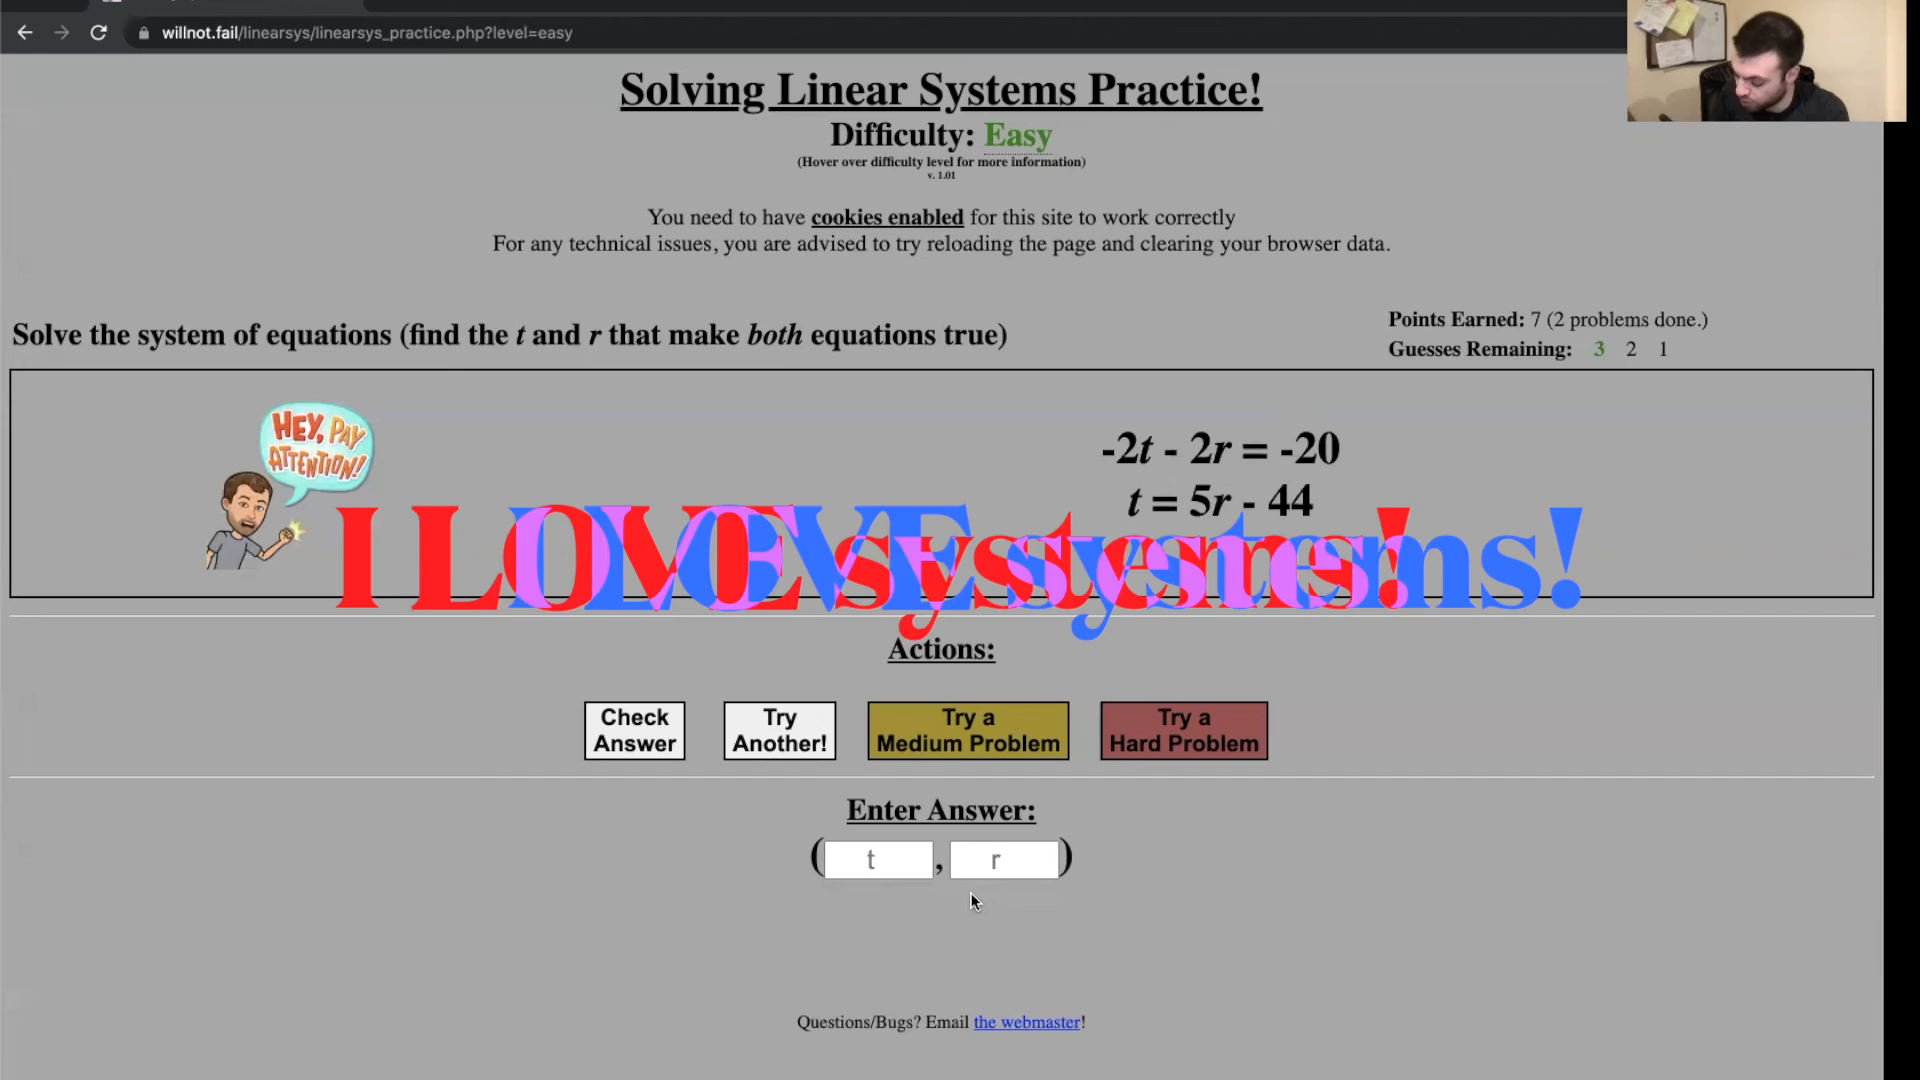 willnot.fail/linearsys/linearsys_practice.php?level=easy
Solving Linear Systems Practice!
Difficulty: Easy
(Hover over difficulty level for more information)
v. 1.01
You need to have cookies enabled for this site to work correctly
For any technical issues, you are advised to try reloading the page and clearing your browser data.
Solve the system of equations (find the t and r that make both equations true)
Points Earned: 7 (2 problems done.)
Guesses Remaining: 3 2 1
HEY, PAY
ATTENTION!
-2t - 2r = -20
t = 5r - 44
I LOVE systems!
I LOVE systems!
Actions:
Check
Answer
Try
Another!
Try a
Medium Problem
Try a
Hard Problem
Enter Answer:
(t, r)
Questions/Bugs? Email the webmaster!